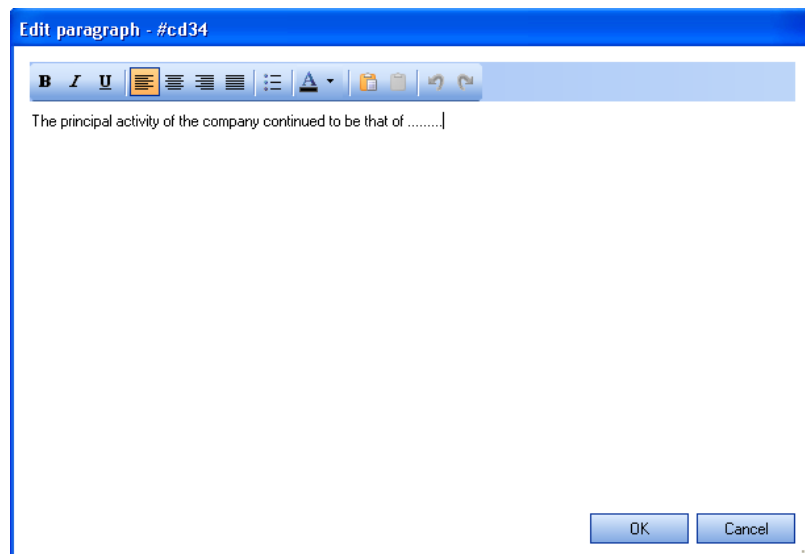 Edit paragraph - #cd34
B I U A
The principal activity of the company continued to be that of .........
OK Cancel